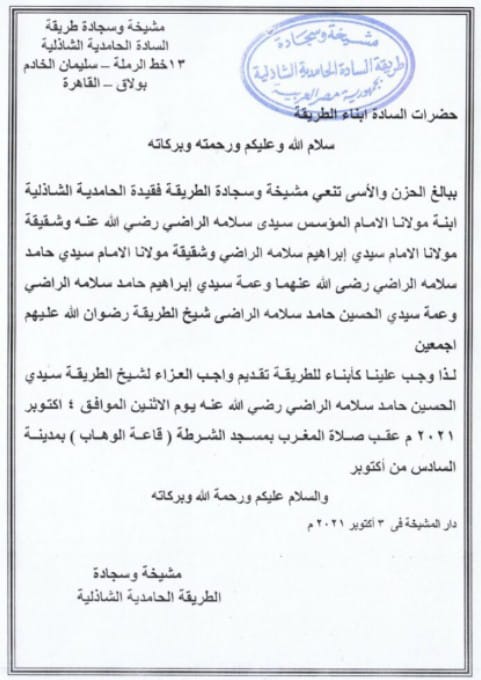 مشيخة وسجادة طريقة
السادة الحامدية الشاذلية
١٣ خط الرملة – سليمان الخادم
بولاق – القاهرة
مشيخة وسجادة
طريقة السادة الحامدية الشاذلية
بجمهورية مصر العربية
حضرات السادة ابناء الطريقة
سلام الله وعليكم ورحمته وبركاته
ببالغ الحزن والأسى تنعي مشيخة وسجادة الطريقة فقيدة الحامدية الشاذلية
ابنة مولانا الامام المؤسس سيدى سلامه الراضي رضي الله عنه وشقيقة
مولانا الامام سيدي إبراهيم سلامه الراضي وشقيقة مولانا الامام سيدي حامد
سلامه الراضي رضى الله عنهما وعمة سيدي إبراهيم حامد سلامه الراضي
وعمة سيدي الحسين حامد سلامه الراضى شيخ الطريقة رضوان الله عليهم
اجمعين
لذا وجب علينا كأبناء للطريقة تقديم واجب العزاء لشيخ الطريقة سيدي
الحسين حامد سلامه الراضي رضي الله عنه يوم الاثنين الموافق ٤ اكتوبر
٢٠٢١ م عقب صلاة المغرب بمسجد الشرطة ( قاعة الوهاب ) بمدينة
السادس من أكتوبر
والسلام عليكم ورحمة الله وبركاته
دار المشيخة فى ٣ أكتوبر ٢٠٢١ م
مشيخة وسجادة
الطريقة الحامدية الشاذلية